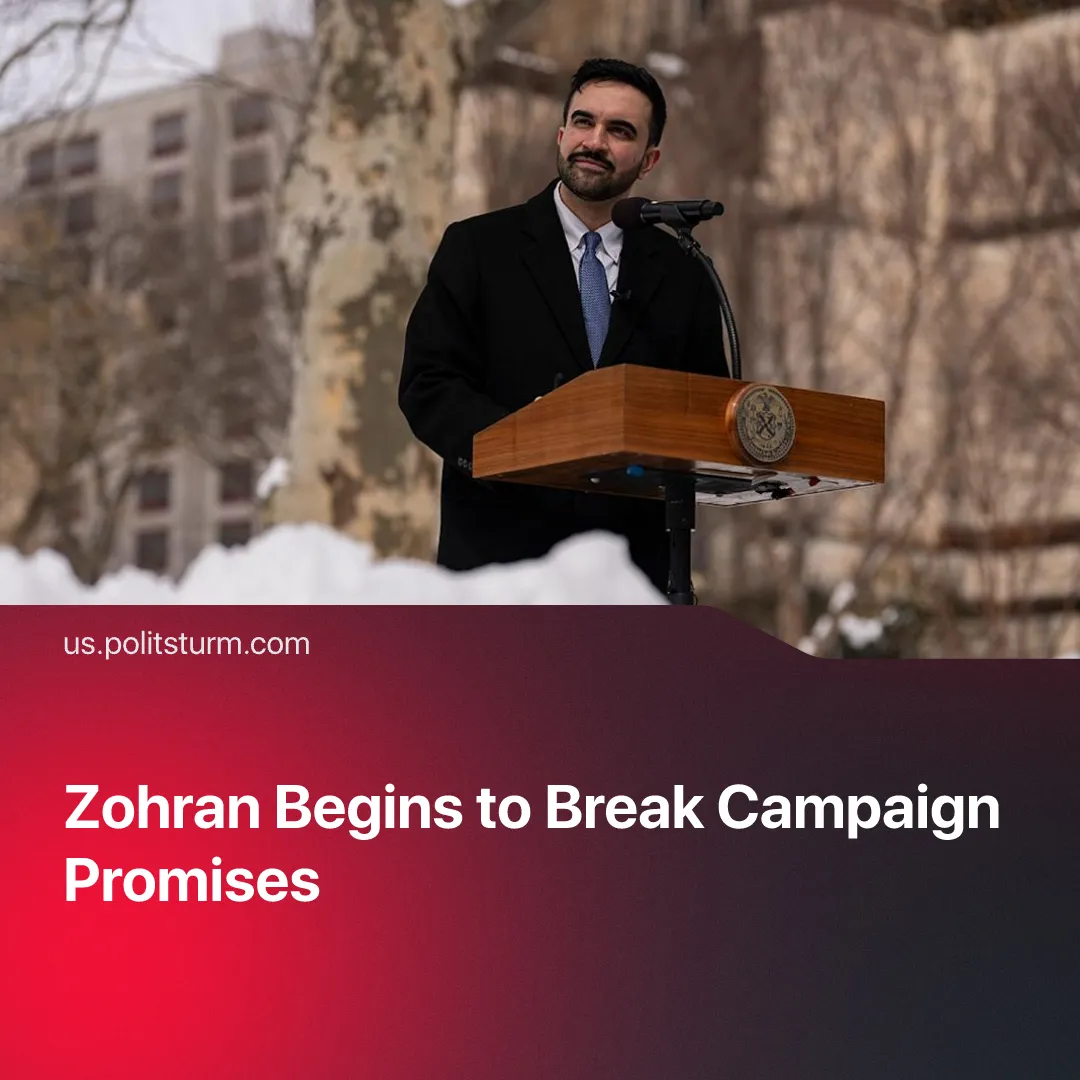 us.politsturm.com
Zohran Begins to Break Campaign
Promises